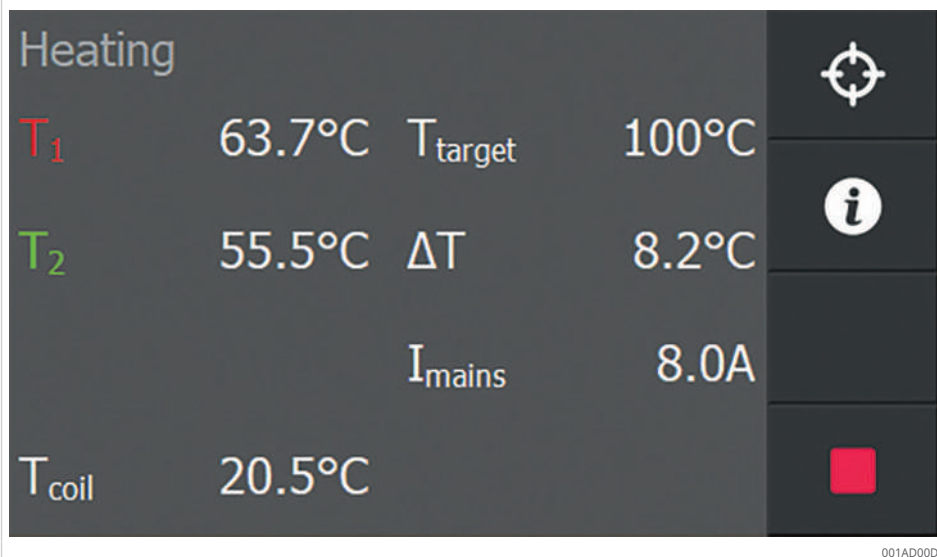 Heating
T1 63.7°C Ttarget 100°C
T2 55.5°C ΔT 8.2°C
Imains 8.0A
Tcoil 20.5°C
i
001AD00D